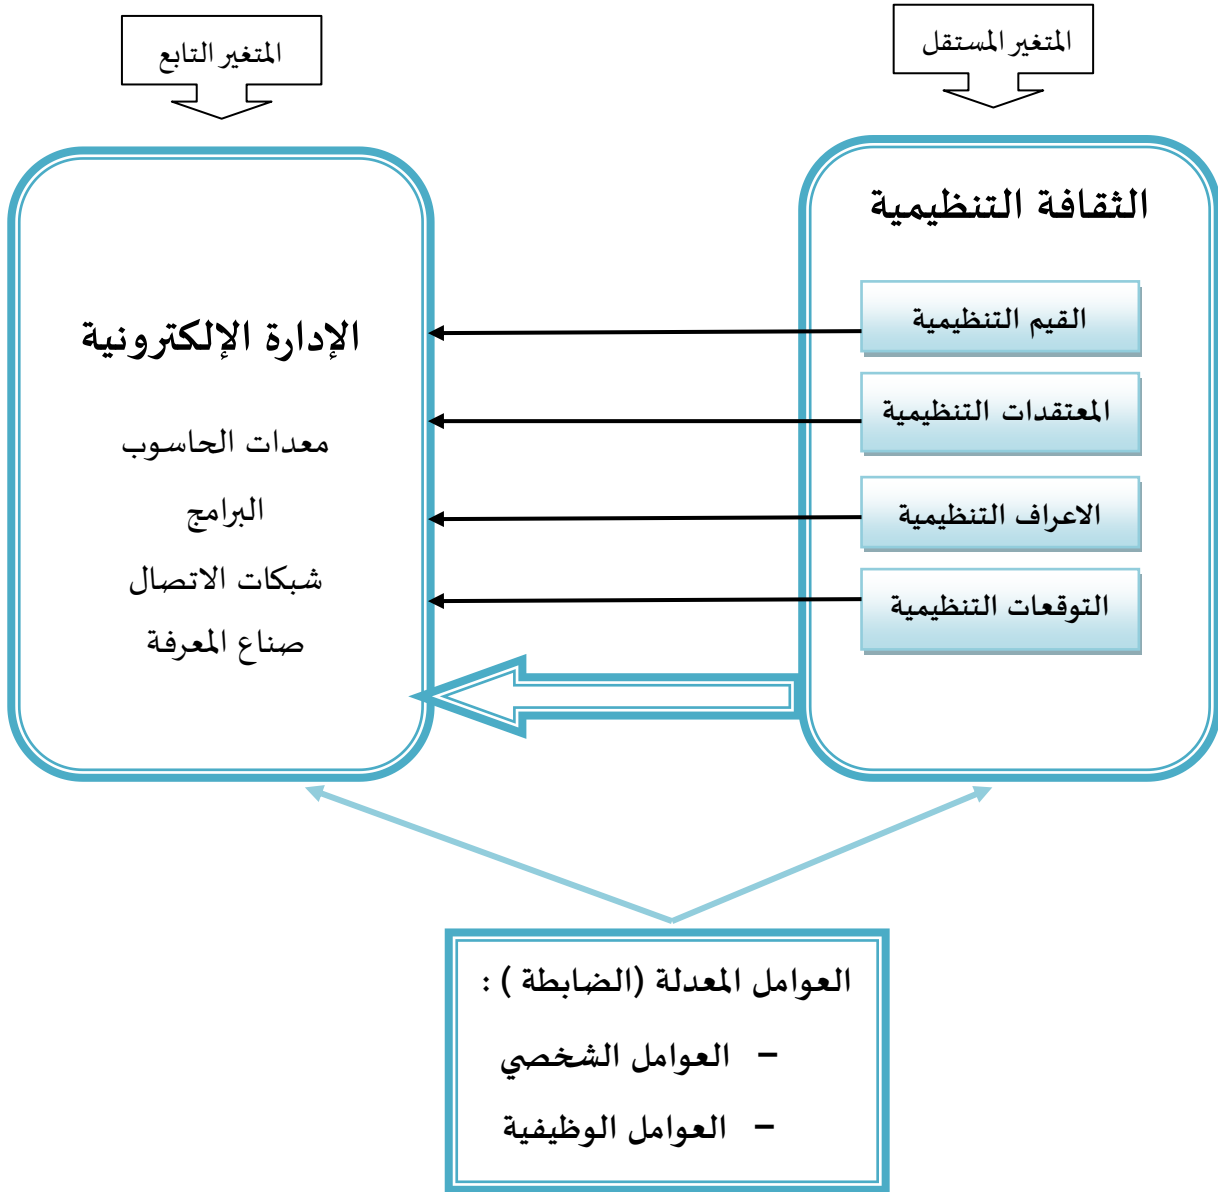 المتغير المستقل
المتغير التابع
الثقافة التنظيمية
القيم التنظيمية
المعتقدات التنظيمية
الاعراف التنظيمية
التوقعات التنظيمية
الإدارة الإلكترونية
معدات الحاسوب
البرامج
شبكات الاتصال
صناع المعرفة
العوامل المعدلة (الضابطة ) :
– العوامل الشخصي
– العوامل الوظيفية